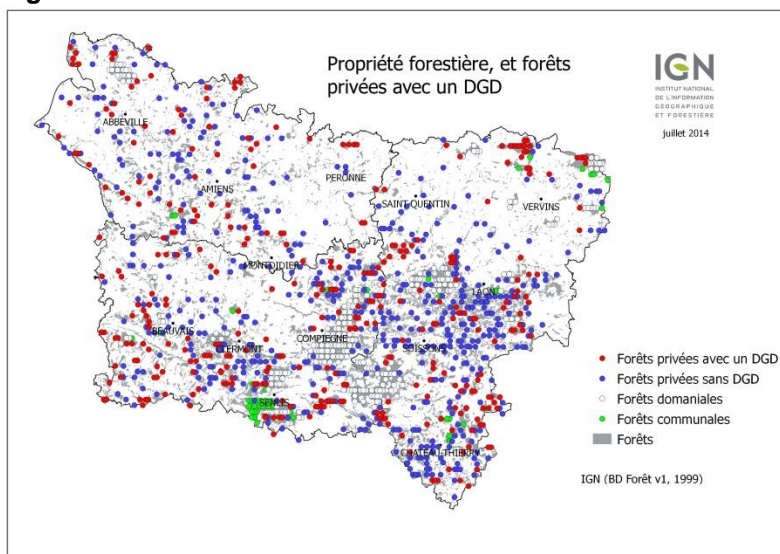 Propriété forestière, et forêts
privées avec un DGD
IGN
INSTITUT NATIONAL
DE L'INFORMATION
GÉOGRAPHIQUE
ET FORESTIÈRE
juillet 2014
ABBEVILLE
AMIENS
PERONNE
SAINT-QUENTIN
VERVINS
MONTDIDIER
LAON
BEAUVAIS
CLERMONT
COMPIEGNE
SOISSONS
SENLIS
CHATEAU-THIERRY
Forêts privées avec un DGD
Forêts privées sans DGD
Forêts domaniales
Forêts communales
Forêts
IGN (BD Forêt v1, 1999)